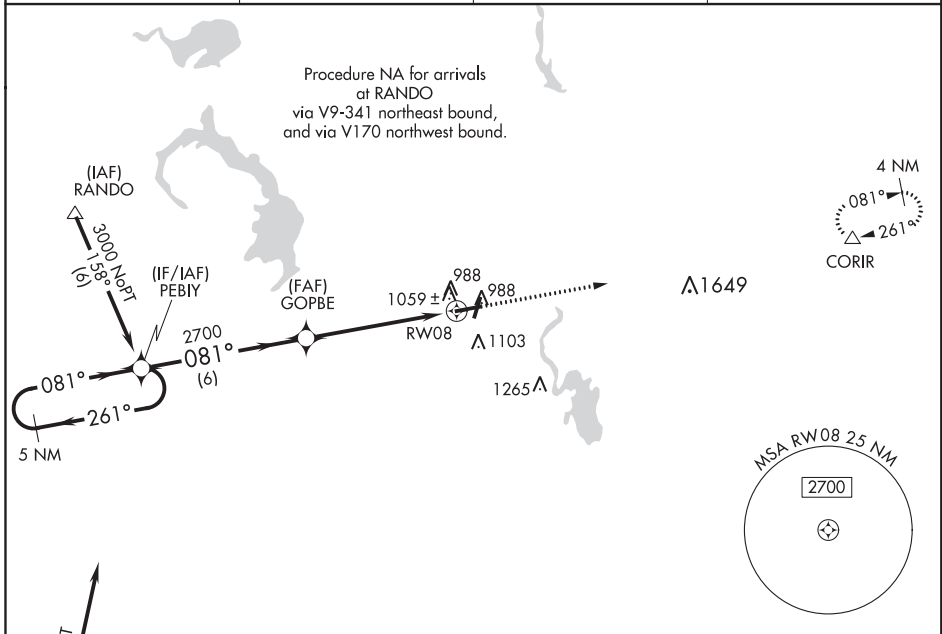 Procedure NA for arrivals
at RANDO
via V9-341 northeast bound,
and via V170 northwest bound.
(IAF)
RANDO
3000 NoPT
158°
(6)
(IF/IAF)
PEBIY
2700
081°
(6)
(FAF)
GOPBE
081°
261°
5 NM
988
1059 ±
988
RW08
1103
1265
1649
4 NM
081°
261°
CORIR
MSA RW08 25 NM
2700